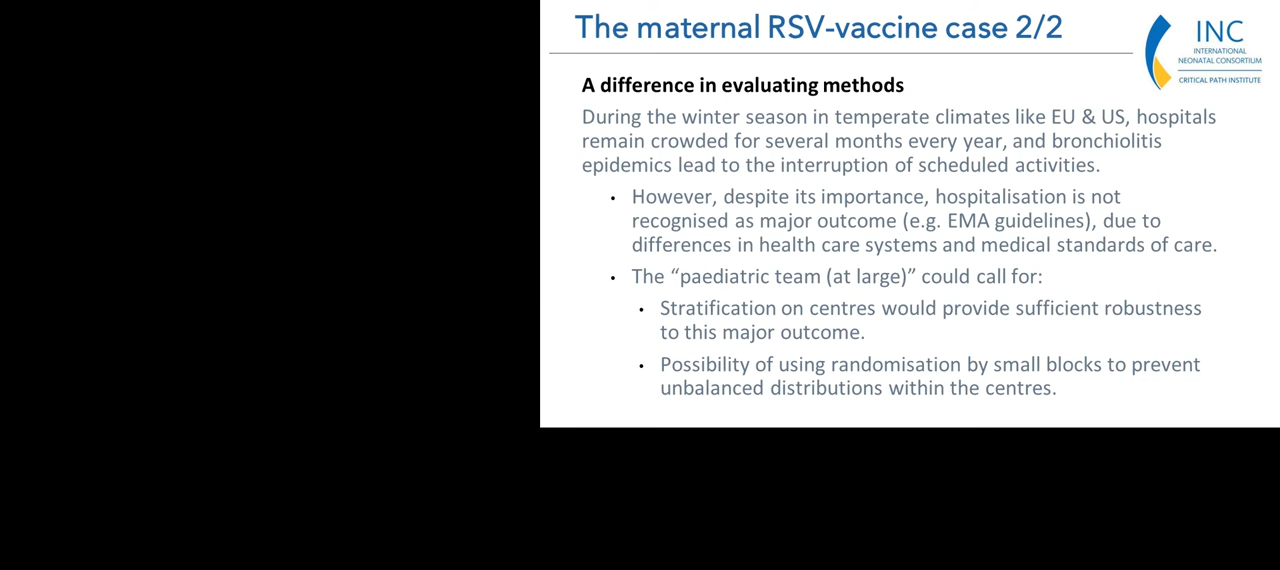 The maternal RSV-vaccine case 2/2
INC
INTERNATIONAL
NEONATAL CONSORTIUM
CRITICAL PATH INSTITUTE
A difference in evaluating methods
During the winter season in temperate climates like EU & US, hospitals
remain crowded for several months every year, and bronchiolitis
epidemics lead to the interruption of scheduled activities.
• However, despite its importance, hospitalisation is not
recognised as major outcome (e.g. EMA guidelines), due to
differences in health care systems and medical standards of care.
• The “paediatric team (at large)” could call for:
• Stratification on centres would provide sufficient robustness
to this major outcome.
• Possibility of using randomisation by small blocks to prevent
unbalanced distributions within the centres.